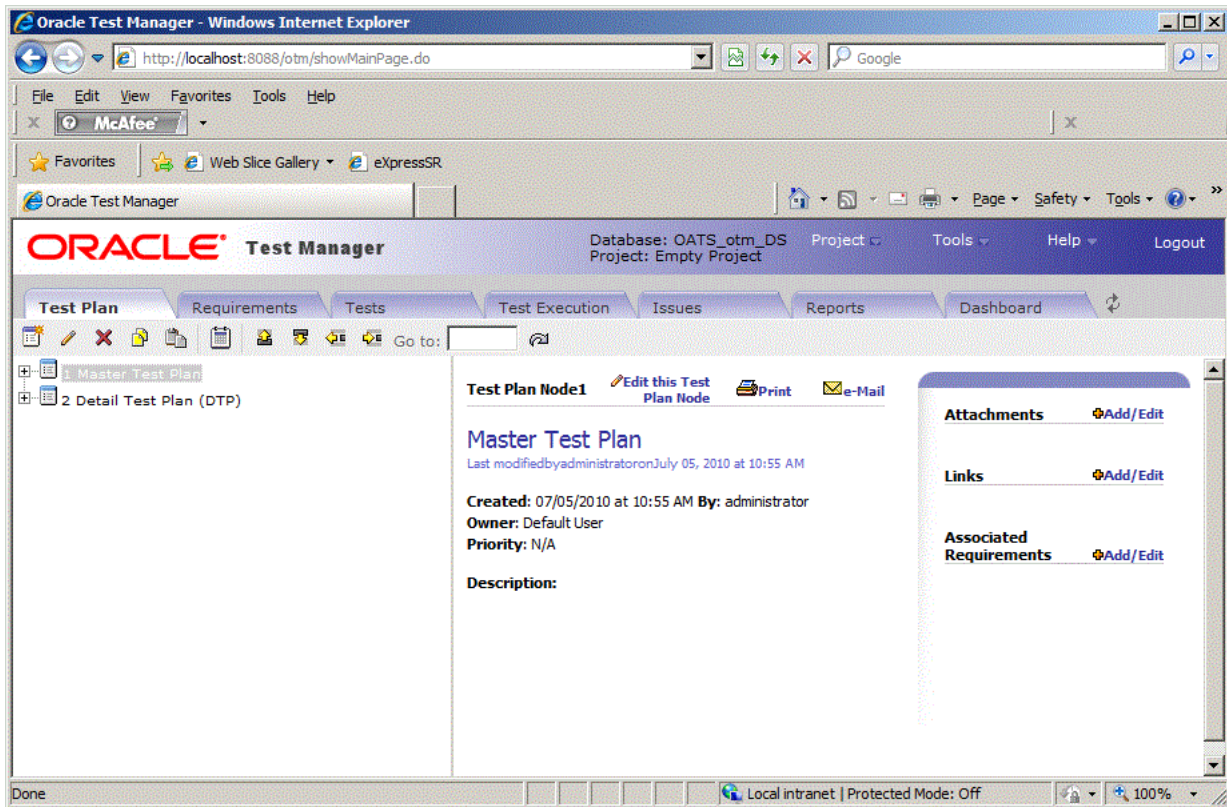 Oracle Test Manager - Windows Internet Explorer
http://localhost:8088/otm/showMainPage.do
Google
File Edit View Favorites Tools Help
McAfee
Favorites Web Slice Gallery eXpressSR
Oracle Test Manager
Page Safety Tools
ORACLE Test Manager
Database: OATS_otm_DS
Project: Empty Project
Project Tools Help Logout
Test Plan Requirements Tests Test Execution Issues Reports Dashboard
Go to:
1 Master Test Plan
2 Detail Test Plan (DTP)
Test Plan Node1
Edit this Test
Plan Node
Print
e-Mail
Master Test Plan
Last modifiedbyadministratoronJuly 05, 2010 at 10:55 AM
Created: 07/05/2010 at 10:55 AM By: administrator
Owner: Default User
Priority: N/A
Description:
Attachments Add/Edit
Links Add/Edit
Associated
Requirements Add/Edit
Done
Local intranet | Protected Mode: Off
100%